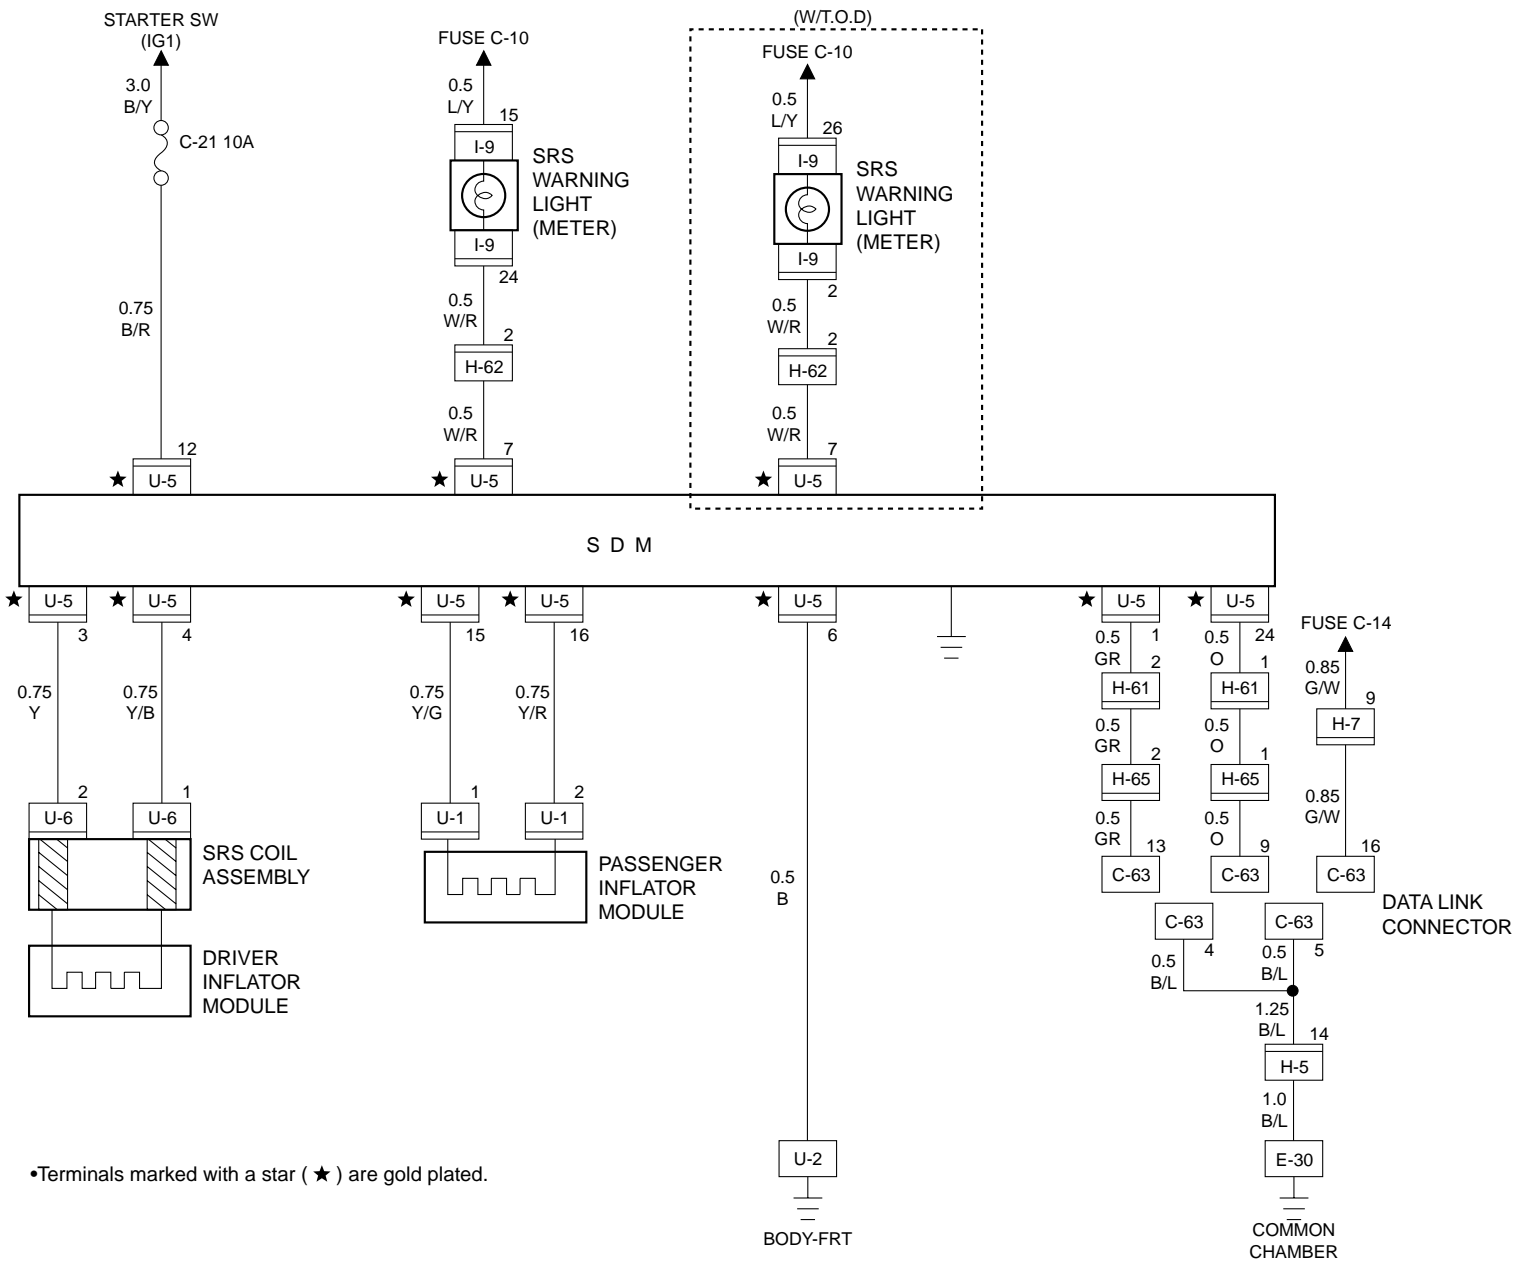 STARTER SW
(IG1)
3.0
B/Y
C-21 10A
0.75
B/R
12
U-5
FUSE C-10
0.5
L/Y
15
I-9
SRS
WARNING
LIGHT
(METER)
I-9
24
0.5
W/R
2
H-62
0.5
W/R
7
U-5
(W/T.O.D)
FUSE C-10
0.5
L/Y
26
I-9
SRS
WARNING
LIGHT
(METER)
I-9
2
0.5
W/R
2
H-62
0.5
W/R
7
U-5
S D M
U-5
3
0.75
Y
2
U-6
U-5
4
0.75
Y/B
1
U-6
SRS COIL
ASSEMBLY
DRIVER
INFLATOR
MODULE
U-5
15
0.75
Y/G
1
U-1
U-5
16
0.75
Y/R
2
U-1
PASSENGER
INFLATOR
MODULE
U-5
6
0.5
B
U-2
BODY-FRT
U-5
1
0.5
GR
2
H-61
0.5
GR
2
H-65
0.5
GR
13
C-63
U-5
24
0.5
O
1
H-61
0.5
O
1
H-65
0.5
O
9
C-63
FUSE C-14
0.85
G/W
9
H-7
0.85
G/W
16
C-63
DATA LINK
CONNECTOR
C-63
4
0.5
B/L
C-63
5
0.5
B/L
1.25
B/L
14
H-5
1.0
B/L
E-30
COMMON
CHAMBER
•Terminals marked with a star ( ★ ) are gold plated.